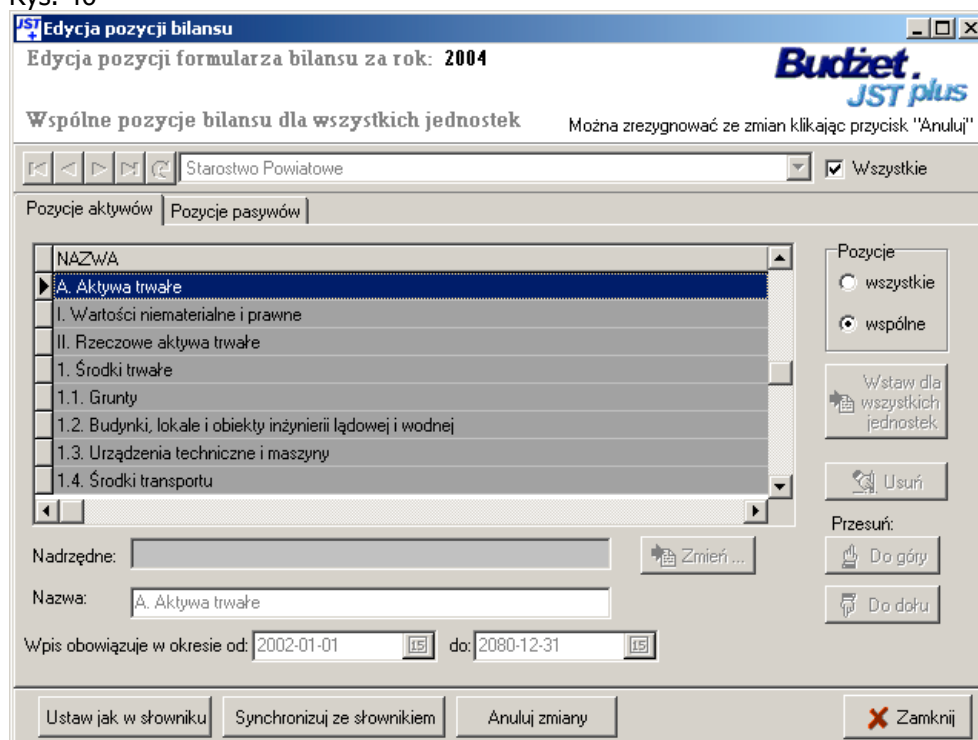 Rys. 40
JST
Edycja pozycji bilansu
Edycja pozycji formularza bilansu za rok: 2004
Budżet.
JST plus
Wspólne pozycje bilansu dla wszystkich jednostek
Można zrezygnować ze zmian klikając przycisk "Anuluj"
Starostwo Powiatowe
Wszystkie
Pozycje aktywów
Pozycje pasywów
NAZWA
A. Aktywa trwałe
I. Wartości niematerialne i prawne
II. Rzeczowe aktywa trwałe
1. Środki trwałe
1.1. Grunty
1.2. Budynki, lokale i obiekty inżynierii lądowej i wodnej
1.3. Urządzenia techniczne i maszyny
1.4. Środki transportu
Pozycje
wszystkie
wspólne
Wstaw dla
wszystkich
jednostek
Usuń
Przesuń:
Do góry
Do dołu
Nadrzędne:
Zmień ...
Nazwa: A. Aktywa trwałe
Wpis obowiązuje w okresie od: 2002-01-01 15 do: 2080-12-31 15
Ustaw jak w słowniku
Synchronizuj ze słownikiem
Anuluj zmiany
Zamknij